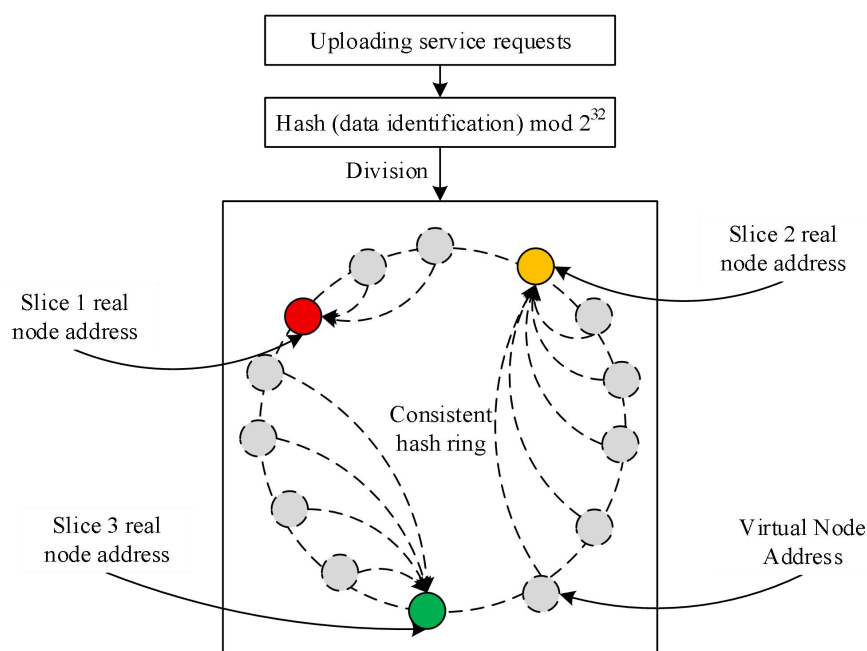 Uploading service requests
Hash (data identification) mod 2^32
Division
Slice 2 real
node address
Slice 1 real
node address
Consistent
hash ring
Slice 3 real
node address
Virtual Node
Address